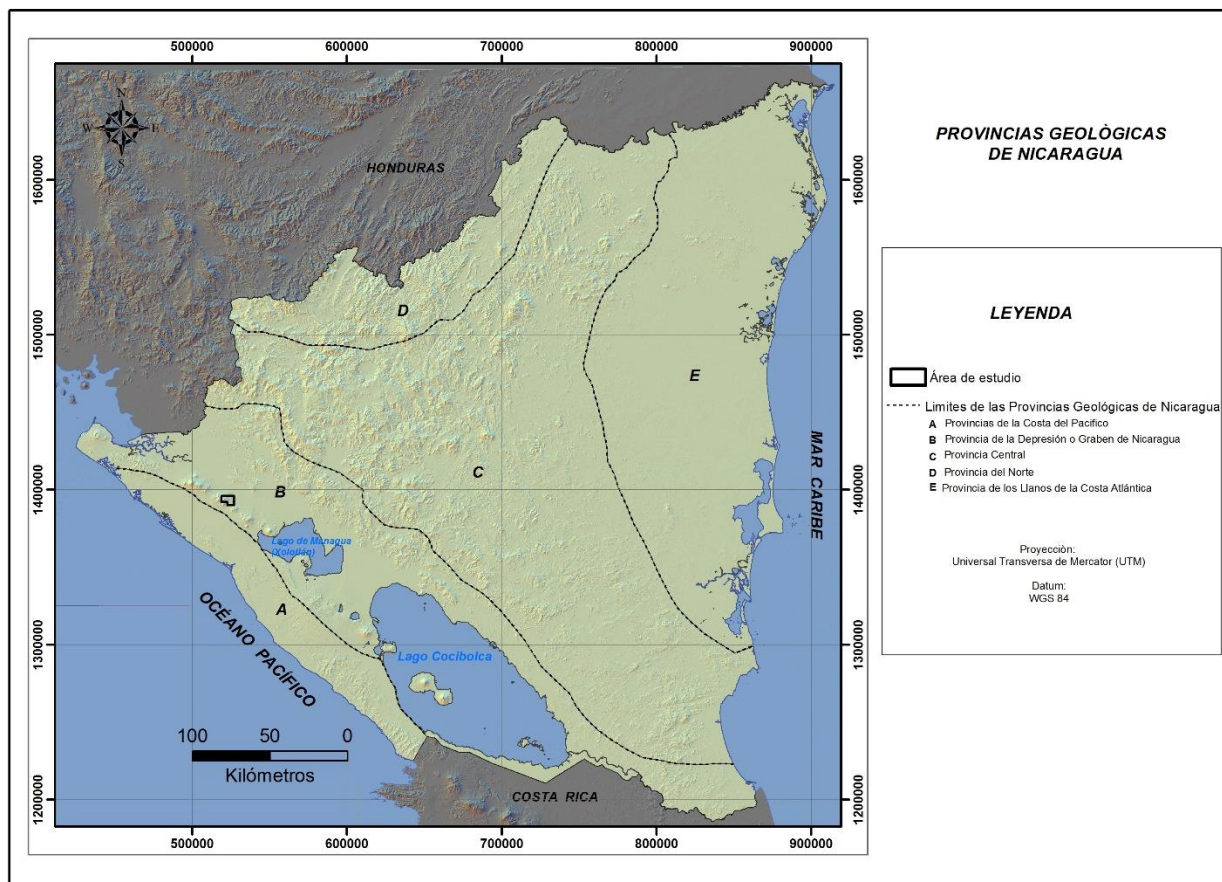 500000 600000 700000 800000 900000
N
W E
S
HONDURAS
1600000
1600000
D
1500000
1500000
E
C
1400000
1400000
B
Lago de Managua
(Xolotlán)
MAR CARIBE
A
OCÉANO PACÍFICO
Lago Cocibolca
1300000
1300000
100 50 0
Kilómetros
COSTA RICA
1200000
1200000
500000 600000 700000 800000 900000
PROVINCIAS GEOLÒGICAS
DE NICARAGUA
LEYENDA
Área de estudio
Limites de las Provincias Geológicas de Nicaragua
A Provincias de la Costa del Pacífico
B Provincia de la Depresión o Graben de Nicaragua
C Provincia Central
D Provincia del Norte
E Provincia de los Llanos de la Costa Atlántica
Proyecciòn:
Universal Transversa de Mercator (UTM)
Datum:
WGS 84